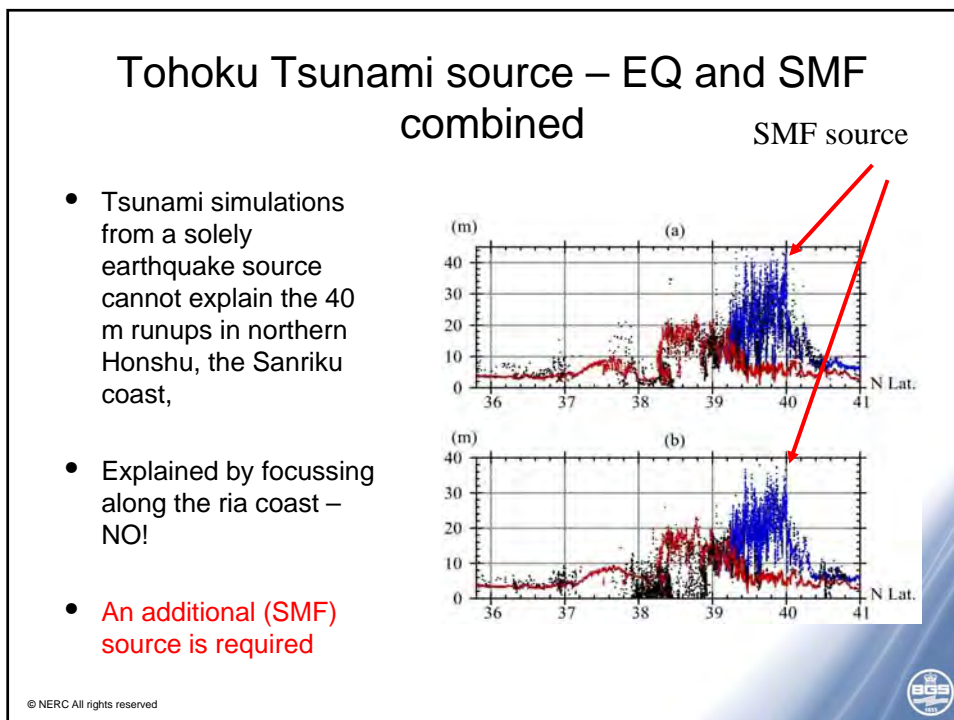 Tohoku Tsunami source – EQ and SMF
combined
SMF source
• Tsunami simulations
from a solely
earthquake source
cannot explain the 40
m runups in northern
Honshu, the Sanriku
coast,
• Explained by focussing
along the ria coast –
NO!
• An additional (SMF)
source is required
(m)
(a)
40
30
20
10
0
36 37 38 39 40 41
N Lat.
(m)
(b)
40
30
20
10
0
36 37 38 39 40 41
N Lat.
© NERC All rights reserved
BGS